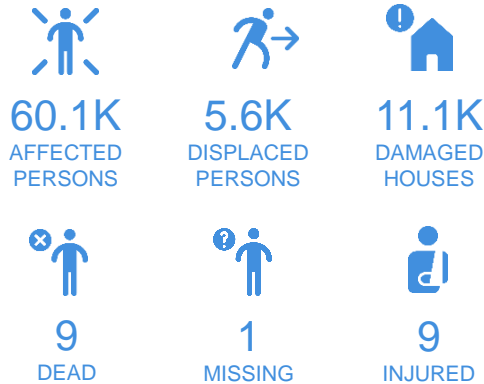 60.1K
AFFECTED
PERSONS
5.6K
DISPLACED
PERSONS
11.1K
DAMAGED
HOUSES
9
DEAD
1
MISSING
9
INJURED